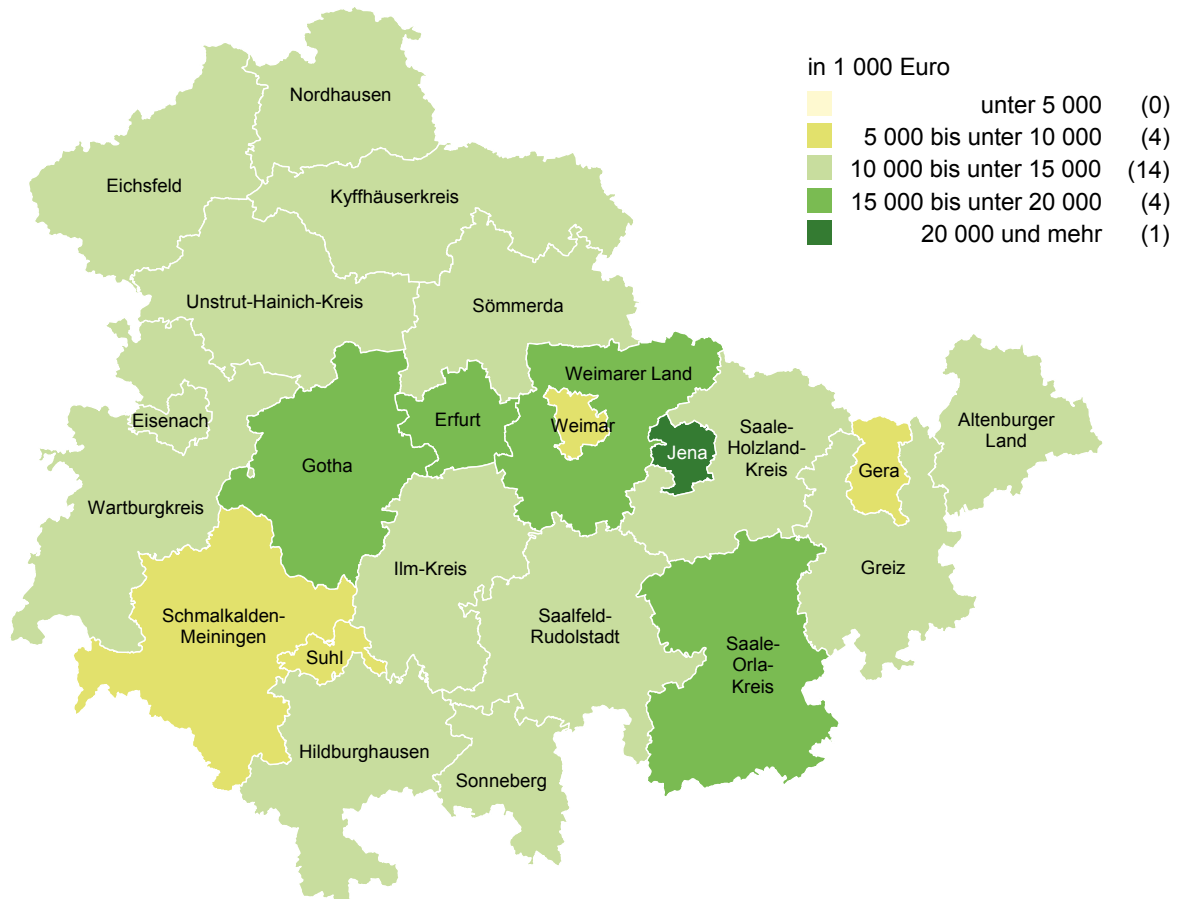 in 1 000 Euro
unter 5 000 (0)
5 000 bis unter 10 000 (4)
10 000 bis unter 15 000 (14)
15 000 bis unter 20 000 (4)
20 000 und mehr (1)
Nordhausen
Eichsfeld
Kyffhäuserkreis
Unstrut-Hainich-Kreis
Sömmerda
Weimarer Land
Eisenach
Erfurt
Weimar
Saale-
Holzland-
Kreis
Altenburger
Land
Gotha
Jena
Gera
Wartburgkreis
Ilm-Kreis
Greiz
Schmalkalden-
Meiningen
Saalfeld-
Rudolstadt
Suhl
Saale-
Orla-
Kreis
Hildburghausen
Sonneberg